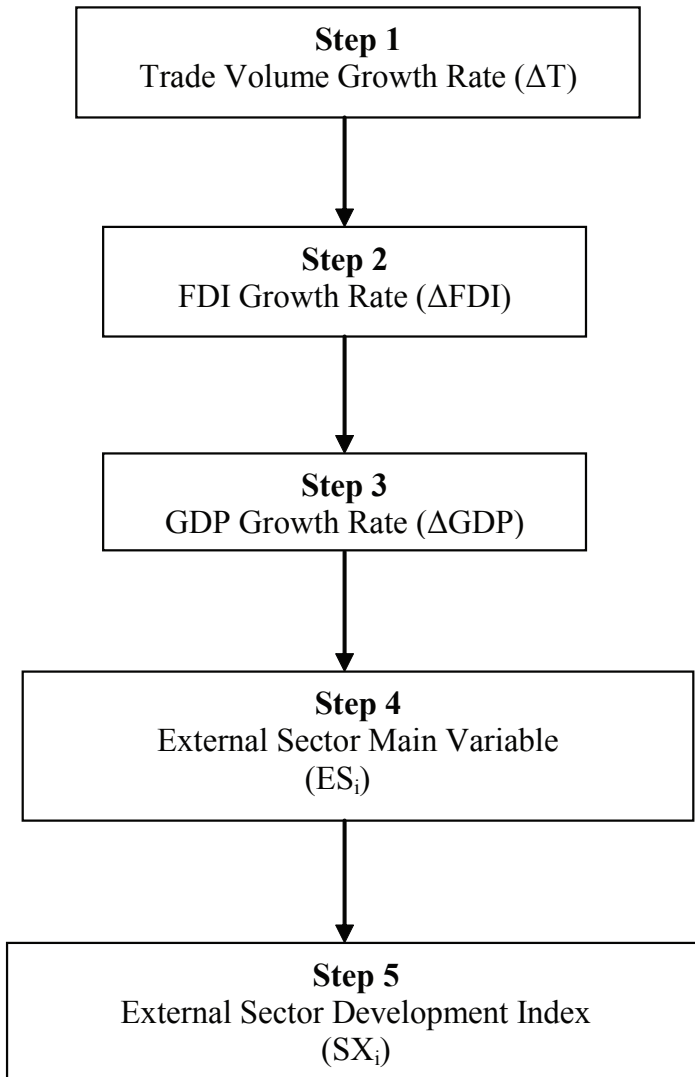 Step 1
Trade Volume Growth Rate (ΔT)
Step 2
FDI Growth Rate (ΔFDI)
Step 3
GDP Growth Rate (ΔGDP)
Step 4
External Sector Main Variable
(ESi)
Step 5
External Sector Development Index
(SXi)